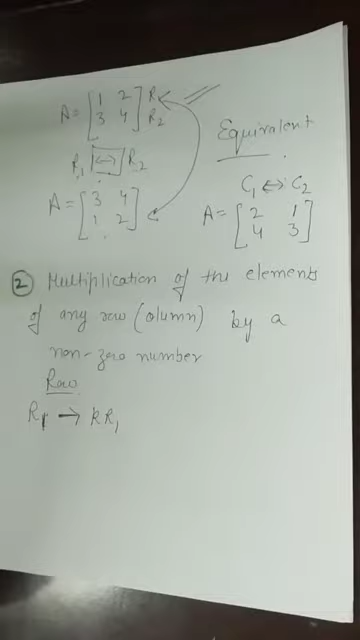 A = [1 2 R1
3 4] R2
R1 ↔ R2
A = [3 4
1 2]
Equivalent
C1 ↔ C2
A = [2 1
4 3]
② Multiplication of the elements
of any row (column) by a
non-zero number
Row
R1 → kR1